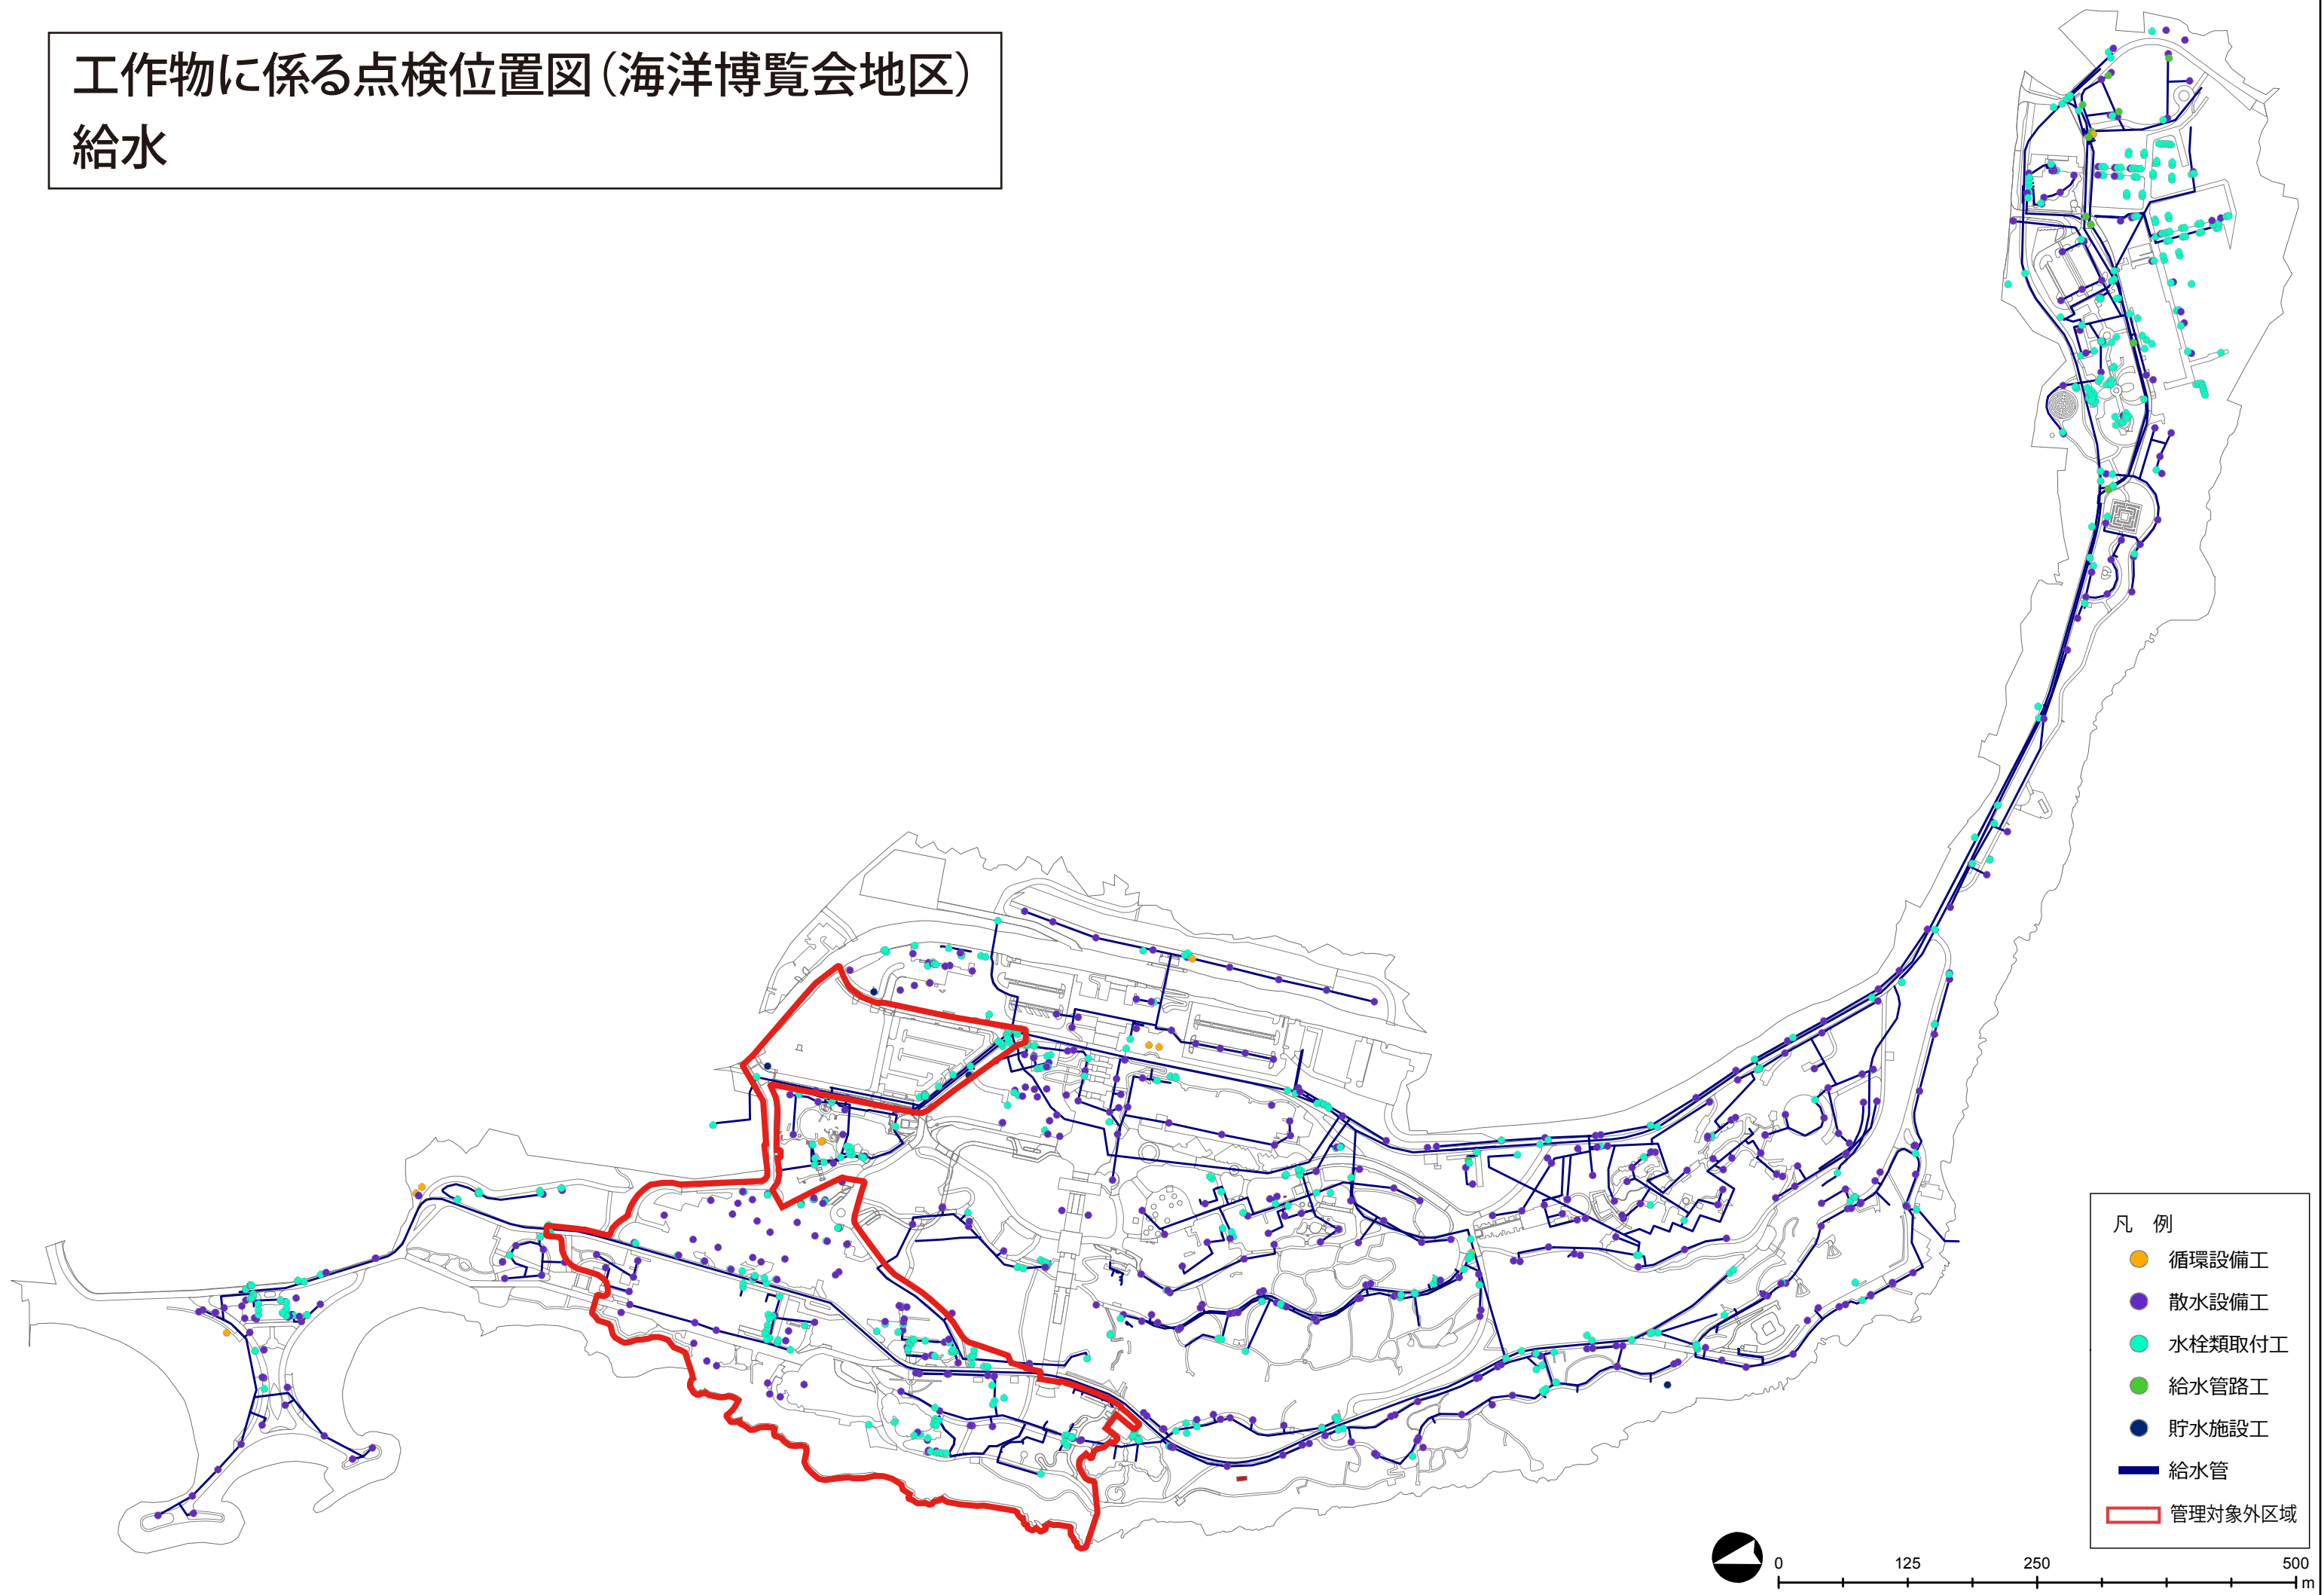 工作物に係る点検位置図（海洋博覧会地区）
給水
凡　例
循環設備工
散水設備工
水栓類取付工
給水管路工
貯水施設工
給水管
管理対象外区域
0 125 250 500
m